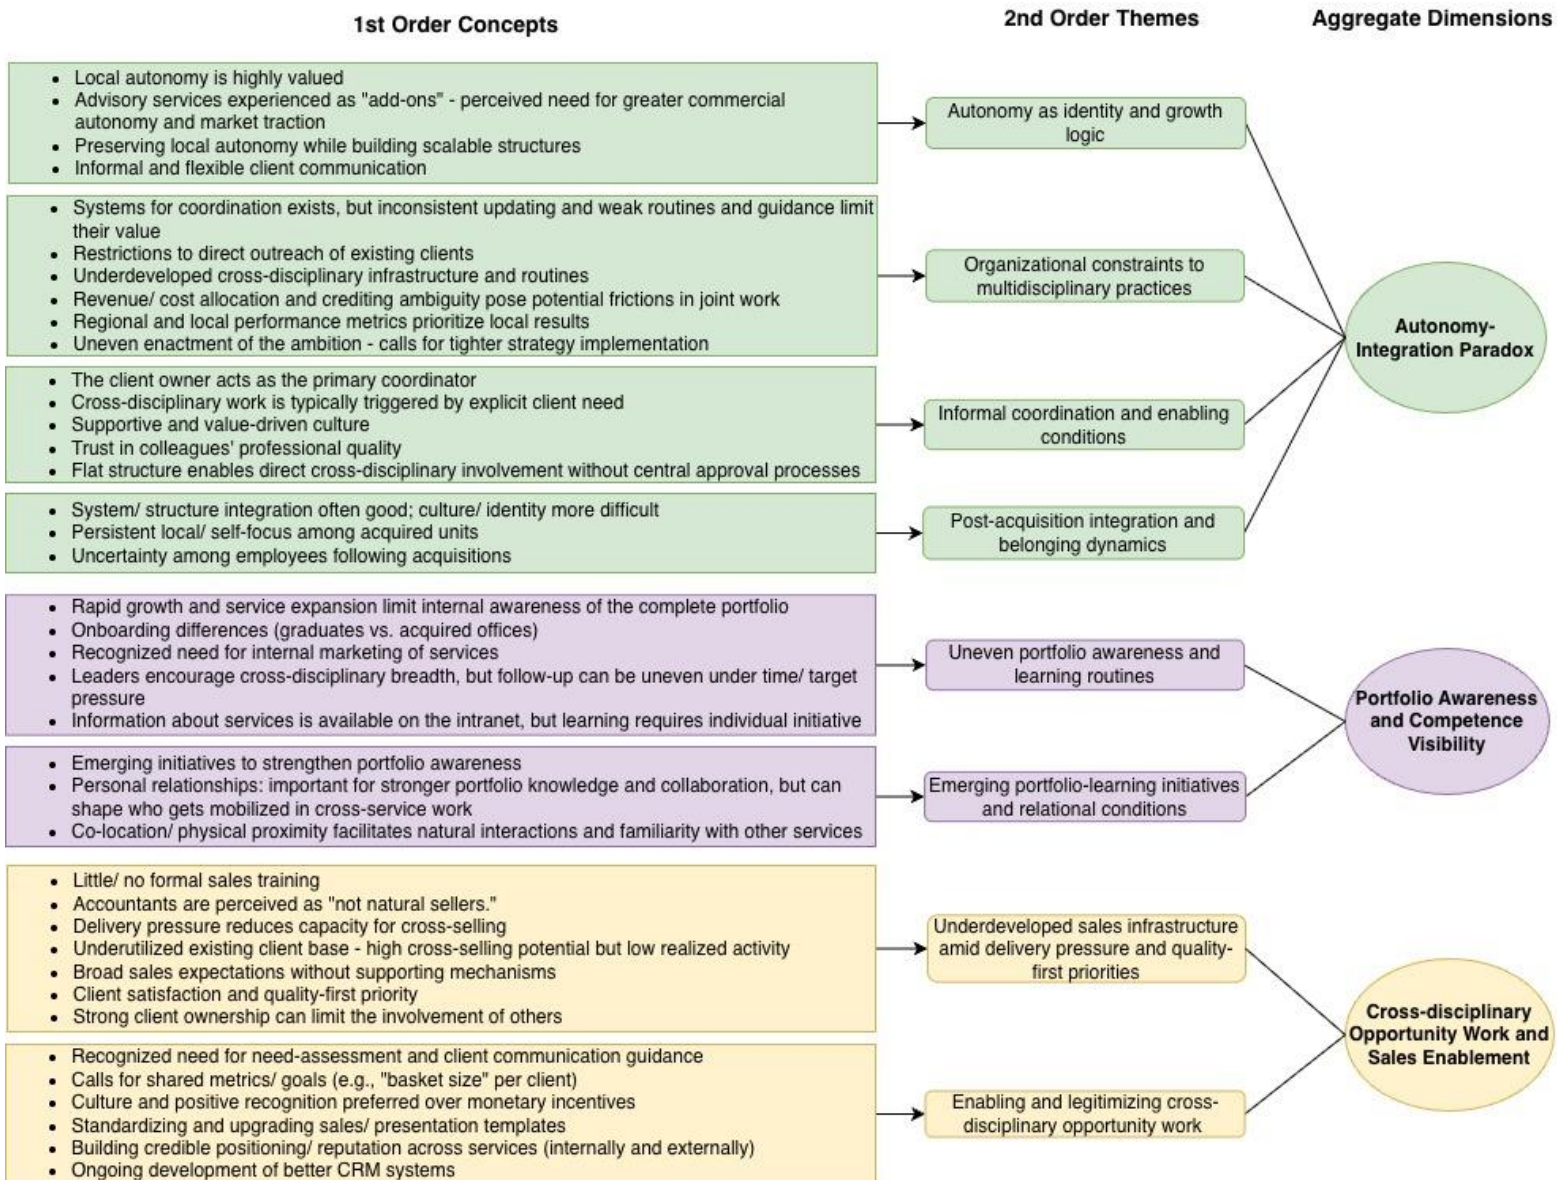 1st Order Concepts
2nd Order Themes
Aggregate Dimensions
• Local autonomy is highly valued
• Advisory services experienced as "add-ons" - perceived need for greater commercial
autonomy and market traction
• Preserving local autonomy while building scalable structures
• Informal and flexible client communication
Autonomy as identity and growth
logic
• Systems for coordination exists, but inconsistent updating and weak routines and guidance limit
their value
• Restrictions to direct outreach of existing clients
• Underdeveloped cross-disciplinary infrastructure and routines
• Revenue/ cost allocation and crediting ambiguity pose potential frictions in joint work
• Regional and local performance metrics prioritize local results
• Uneven enactment of the ambition - calls for tighter strategy implementation
Organizational constraints to
multidisciplinary practices
• The client owner acts as the primary coordinator
• Cross-disciplinary work is typically triggered by explicit client need
• Supportive and value-driven culture
• Trust in colleagues' professional quality
• Flat structure enables direct cross-disciplinary involvement without central approval processes
Informal coordination and enabling
conditions
• System/ structure integration often good; culture/ identity more difficult
• Persistent local/ self-focus among acquired units
• Uncertainty among employees following acquisitions
Post-acquisition integration and
belonging dynamics
Autonomy-
Integration Paradox
• Rapid growth and service expansion limit internal awareness of the complete portfolio
• Onboarding differences (graduates vs. acquired offices)
• Recognized need for internal marketing of services
• Leaders encourage cross-disciplinary breadth, but follow-up can be uneven under time/ target
pressure
• Information about services is available on the intranet, but learning requires individual initiative
Uneven portfolio awareness and
learning routines
• Emerging initiatives to strengthen portfolio awareness
• Personal relationships: important for stronger portfolio knowledge and collaboration, but can
shape who gets mobilized in cross-service work
• Co-location/ physical proximity facilitates natural interactions and familiarity with other services
Emerging portfolio-learning initiatives
and relational conditions
Portfolio Awareness
and Competence
Visibility
• Little/ no formal sales training
• Accountants are perceived as "not natural sellers."
• Delivery pressure reduces capacity for cross-selling
• Underutilized existing client base - high cross-selling potential but low realized activity
• Broad sales expectations without supporting mechanisms
• Client satisfaction and quality-first priority
• Strong client ownership can limit the involvement of others
Underdeveloped sales infrastructure
amid delivery pressure and quality-
first priorities
• Recognized need for need-assessment and client communication guidance
• Calls for shared metrics/ goals (e.g., "basket size" per client)
• Culture and positive recognition preferred over monetary incentives
• Standardizing and upgrading sales/ presentation templates
• Building credible positioning/ reputation across services (internally and externally)
• Ongoing development of better CRM systems
Enabling and legitimizing cross-
disciplinary opportunity work
Cross-disciplinary
Opportunity Work and
Sales Enablement